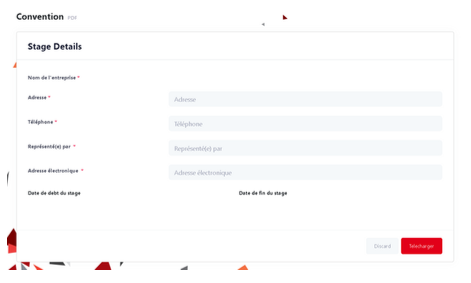 Convention PDF
Stage Details
Nom de l'entreprise *
Adresse *
Adresse
Téléphone *
Téléphone
Représenté(e) par *
Représenté(e) par
Adresse électronique *
Adresse électronique
Date de debt du stage
Date de fin du stage
Discard
Télécharger